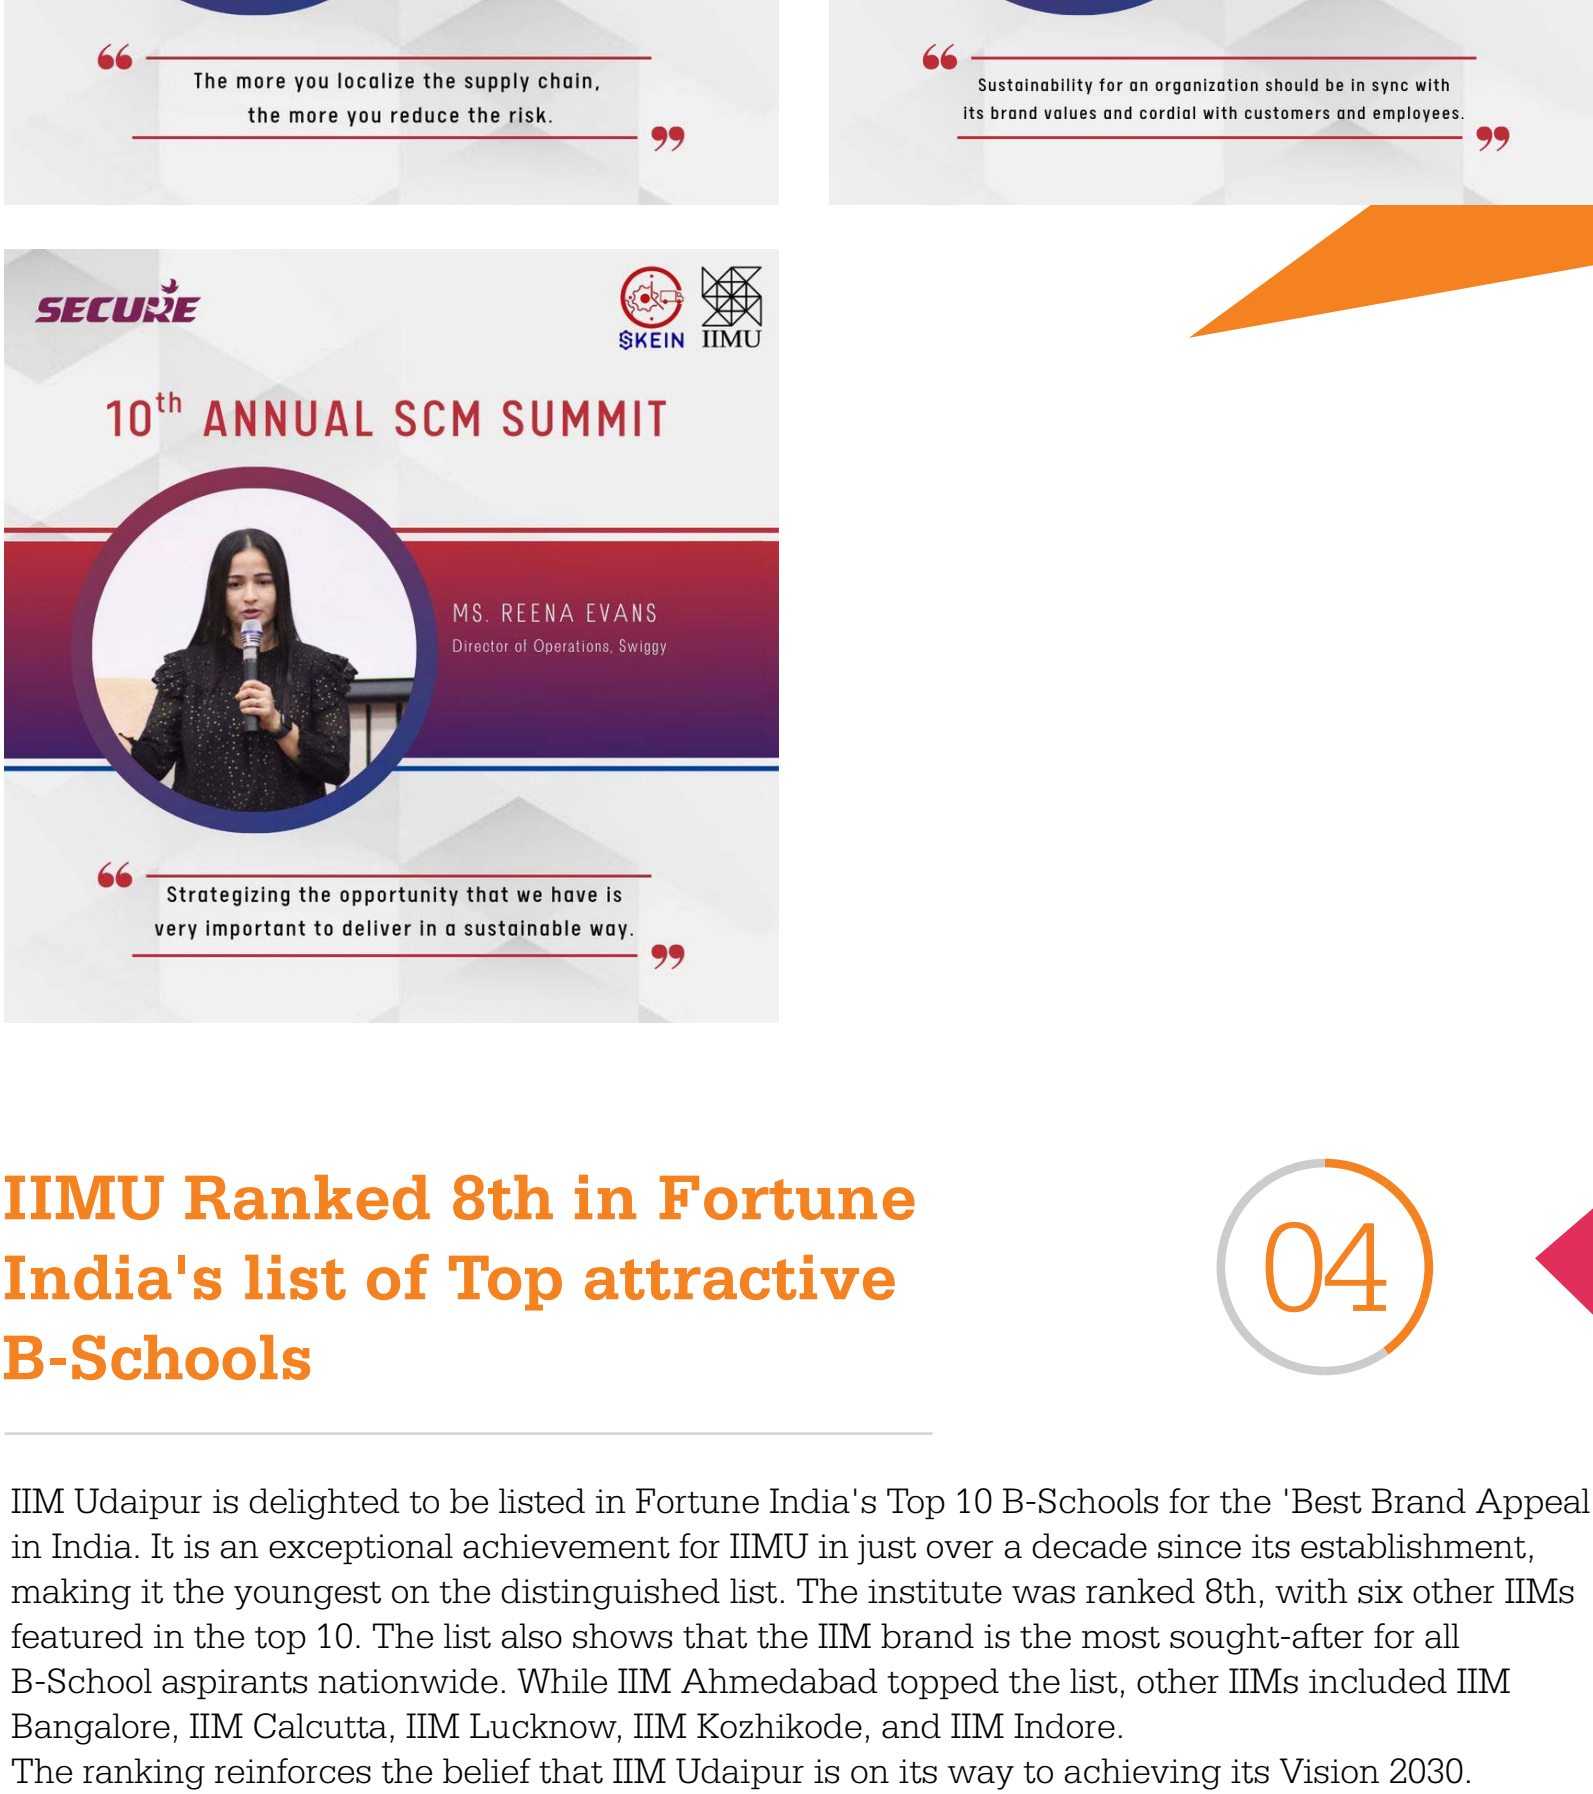 The more you localize the supply chain,
the more you reduce the risk.
Sustainability for an organization should be in sync with
its brand values and cordial with customers and employees.
SECURE
SKEIN
IIMU
10th ANNUAL SCM SUMMIT
MS. REENA EVANS
Director of Operations, Swiggy
Strategizing the opportunity that we have is
very important to deliver in a sustainable way.
IIMU Ranked 8th in Fortune
India's list of Top attractive
B-Schools
04
IIM Udaipur is delighted to be listed in Fortune India's Top 10 B-Schools for the 'Best Brand Appeal
in India. It is an exceptional achievement for IIMU in just over a decade since its establishment,
making it the youngest on the distinguished list. The institute was ranked 8th, with six other IIMs
featured in the top 10. The list also shows that the IIM brand is the most sought-after for all
B-School aspirants nationwide. While IIM Ahmedabad topped the list, other IIMs included IIM
Bangalore, IIM Calcutta, IIM Lucknow, IIM Kozhikode, and IIM Indore.
The ranking reinforces the belief that IIM Udaipur is on its way to achieving its Vision 2030.